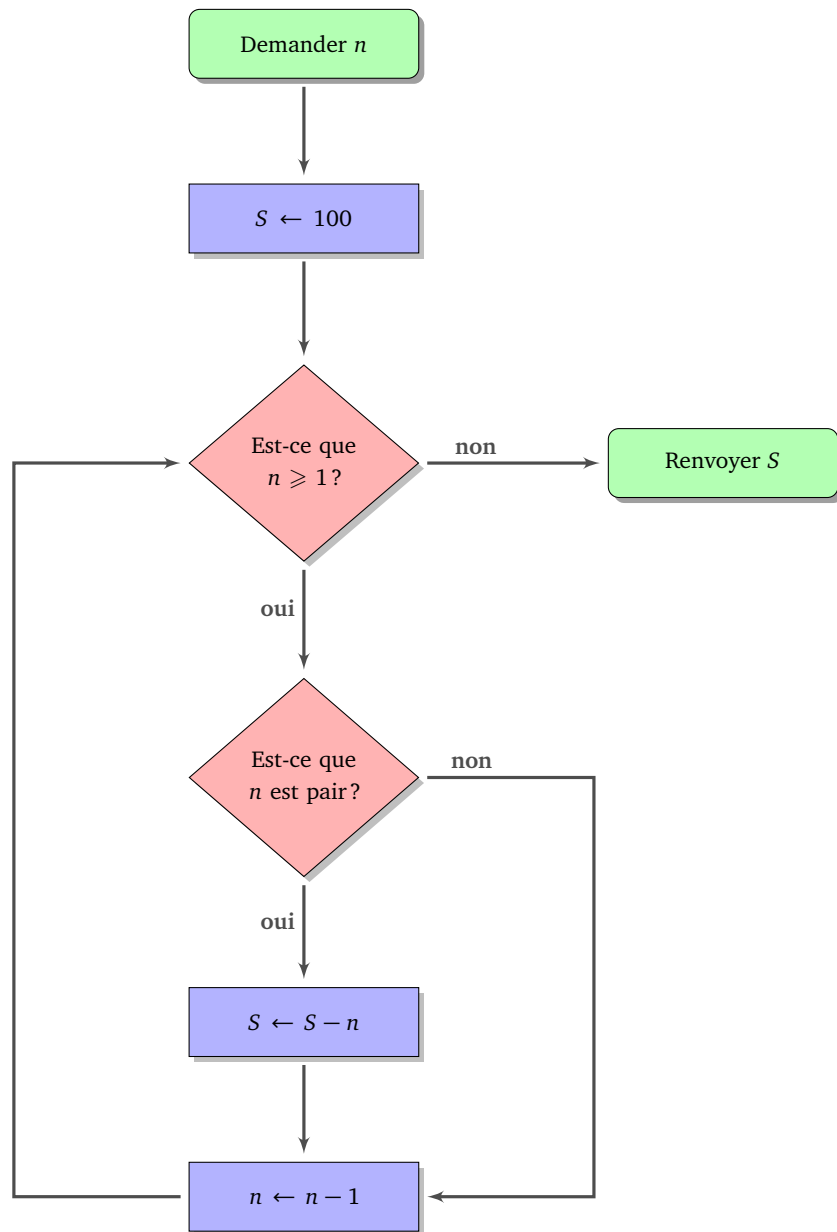 Demander n
S ← 100
Est-ce que
n ⩾ 1 ?
non
Renvoyer S
oui
Est-ce que
n est pair ?
non
oui
S ← S − n
n ← n − 1